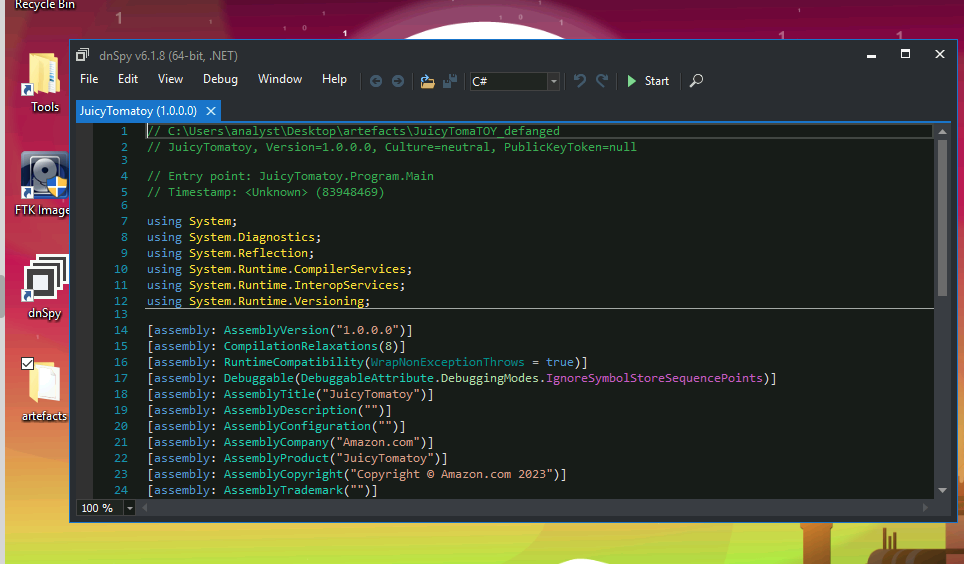 Recycle Bin
Tools
FTK Image
dnSpy
artefacts
dnSpy v6.1.8 (64-bit, .NET)
File Edit View Debug Window Help C# Start
JuicyTomatoy (1.0.0.0)
1 // C:\Users\analyst\Desktop\artefacts\JuicyTomaTOY_defanged
2 // JuicyTomatoy, Version=1.0.0.0, Culture=neutral, PublicKeyToken=null
3
4 // Entry point: JuicyTomatoy.Program.Main
5 // Timestamp: <Unknown> (83948469)
6
7 using System;
8 using System.Diagnostics;
9 using System.Reflection;
10 using System.Runtime.CompilerServices;
11 using System.Runtime.InteropServices;
12 using System.Runtime.Versioning;
13
14 [assembly: AssemblyVersion("1.0.0.0")]
15 [assembly: CompilationRelaxations(8)]
16 [assembly: RuntimeCompatibility(WrapNonExceptionThrows = true)]
17 [assembly: Debuggable(DebuggableAttribute.DebuggingModes.IgnoreSymbolStoreSequencePoints)]
18 [assembly: AssemblyTitle("JuicyTomatoy")]
19 [assembly: AssemblyDescription("")]
20 [assembly: AssemblyConfiguration("")]
21 [assembly: AssemblyCompany("Amazon.com")]
22 [assembly: AssemblyProduct("JuicyTomatoy")]
23 [assembly: AssemblyCopyright("Copyright © Amazon.com 2023")]
24 [assembly: AssemblyTrademark("")]
100 %